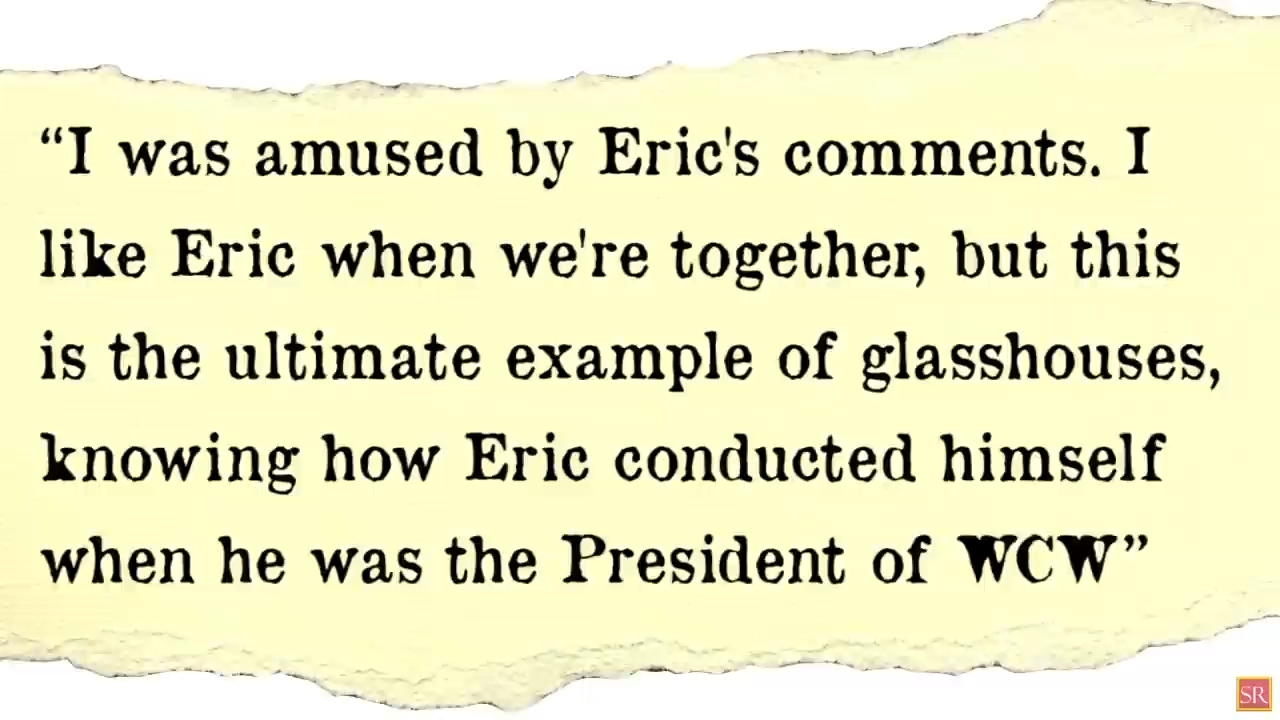 “I was amused by Eric's comments. I
like Eric when we're together, but this
is the ultimate example of glasshouses,
knowing how Eric conducted himself
when he was the President of WCW”
SR